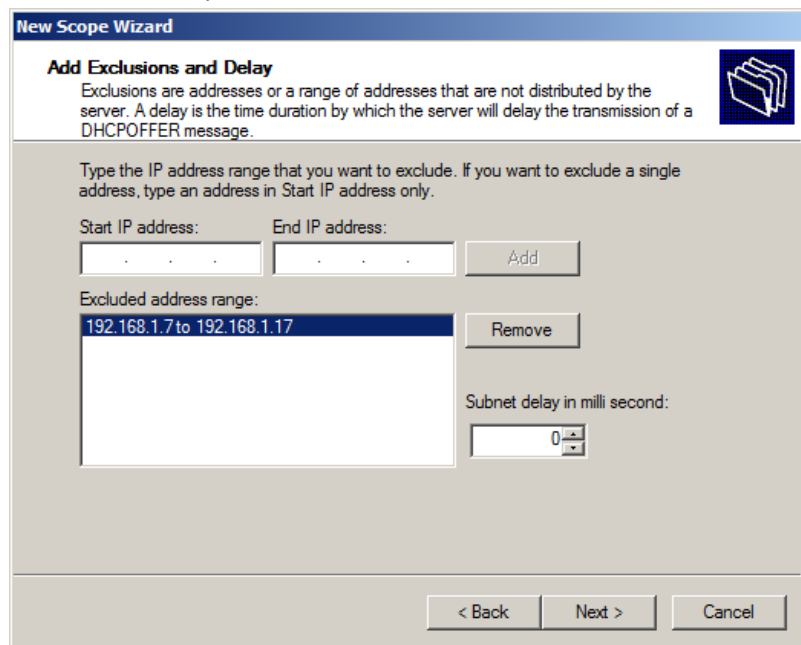 New Scope Wizard
Add Exclusions and Delay
Exclusions are addresses or a range of addresses that are not distributed by the
server. A delay is the time duration by which the server will delay the transmission of a
DHCPOFFER message.
Type the IP address range that you want to exclude. If you want to exclude a single
address, type an address in Start IP address only.
Start IP address: End IP address:
. . . . . . Add
Excluded address range:
192.168.1.7 to 192.168.1.17 Remove
Subnet delay in milli second:
0
< Back Next > Cancel